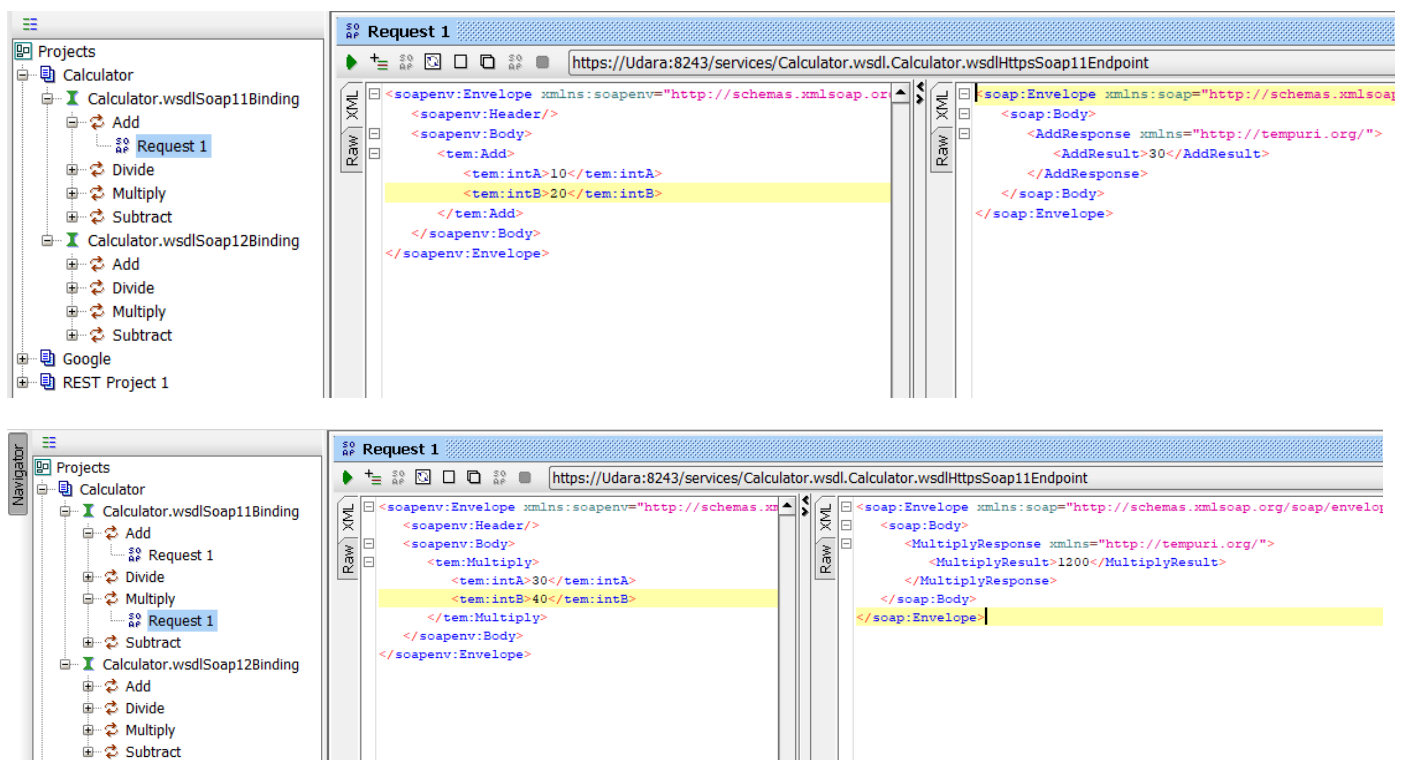 Request 1
Projects
https://Udara:8243/services/Calculator.wsdl.Calculator.wsdlHttpsSoap11Endpoint
Calculator
Calculator.wsdlSoap11Binding
Add
Request 1
Divide
Multiply
Subtract
Calculator.wsdlSoap12Binding
Add
Divide
Multiply
Subtract
Google
REST Project 1
XML
Raw
<soapenv:Envelope xmlns:soapenv="http://schemas.xmlsoap.or
<soapenv:Header/>
<soapenv:Body>
<tem:Add>
<tem:intA>10</tem:intA>
<tem:intB>20</tem:intB>
</tem:Add>
</soapenv:Body>
</soapenv:Envelope>
XML
Raw
<soap:Envelope xmlns:soap="http://schemas.xmlsoap
<soap:Body>
<AddResponse xmlns="http://tempuri.org/">
<AddResult>30</AddResult>
</AddResponse>
</soap:Body>
</soap:Envelope>
Navigator
Request 1
Projects
https://Udara:8243/services/Calculator.wsdl.Calculator.wsdlHttpsSoap11Endpoint
Calculator
Calculator.wsdlSoap11Binding
Add
Request 1
Divide
Multiply
Request 1
Subtract
Calculator.wsdlSoap12Binding
Add
Divide
Multiply
Subtract
XML
Raw
<soapenv:Envelope xmlns:soapenv="http://schemas.xm
<soapenv:Header/>
<soapenv:Body>
<tem:Multiply>
<tem:intA>30</tem:intA>
<tem:intB>40</tem:intB>
</tem:Multiply>
</soapenv:Body>
</soapenv:Envelope>
XML
Raw
<soap:Envelope xmlns:soap="http://schemas.xmlsoap.org/soap/envelop
<soap:Body>
<MultiplyResponse xmlns="http://tempuri.org/">
<MultiplyResult>1200</MultiplyResult>
</MultiplyResponse>
</soap:Body>
</soap:Envelope>